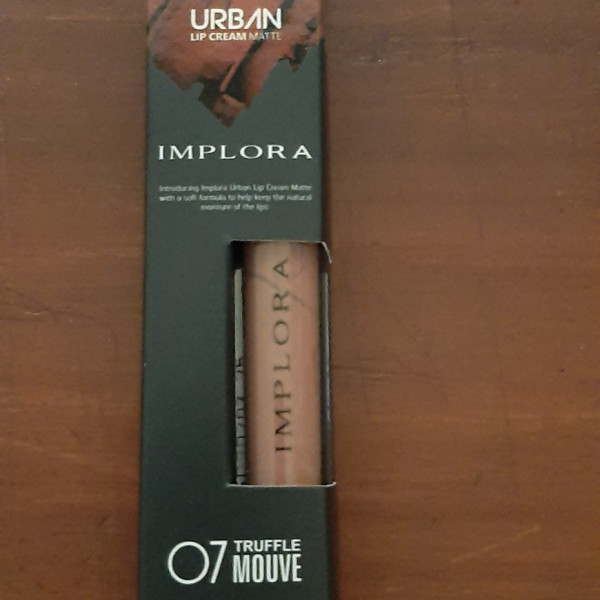 URBAN
LIP CREAM MATTE
IMPLORA
Introducing Implora Urban Lip Cream Matte
with a soft formula to help keep the natural
moisture of the lips
IMPLORA
07 TRUFFLE
MOUVE